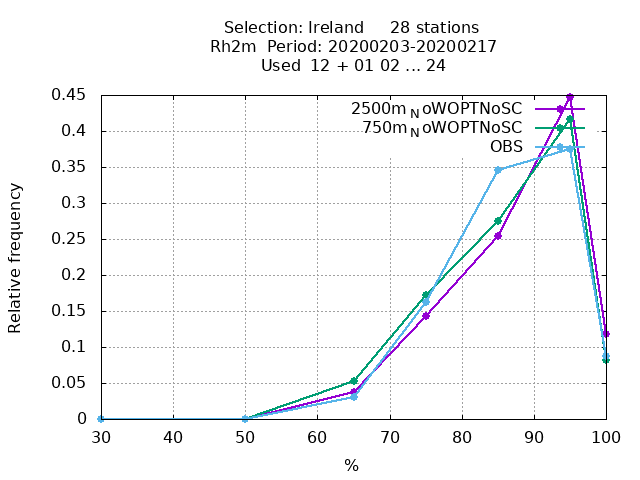 Selection: Ireland 28 stations
Rh2m Period: 20200203-20200217
Used 12 + 01 02 ... 24
0.45
0.4
0.35
0.3
0.25
0.2
0.15
0.1
0.05
0
Relative frequency
2500mNoWOPTNoSC
750mNoWOPTNoSC
OBS
30 40 50 60 70 80 90 100
%